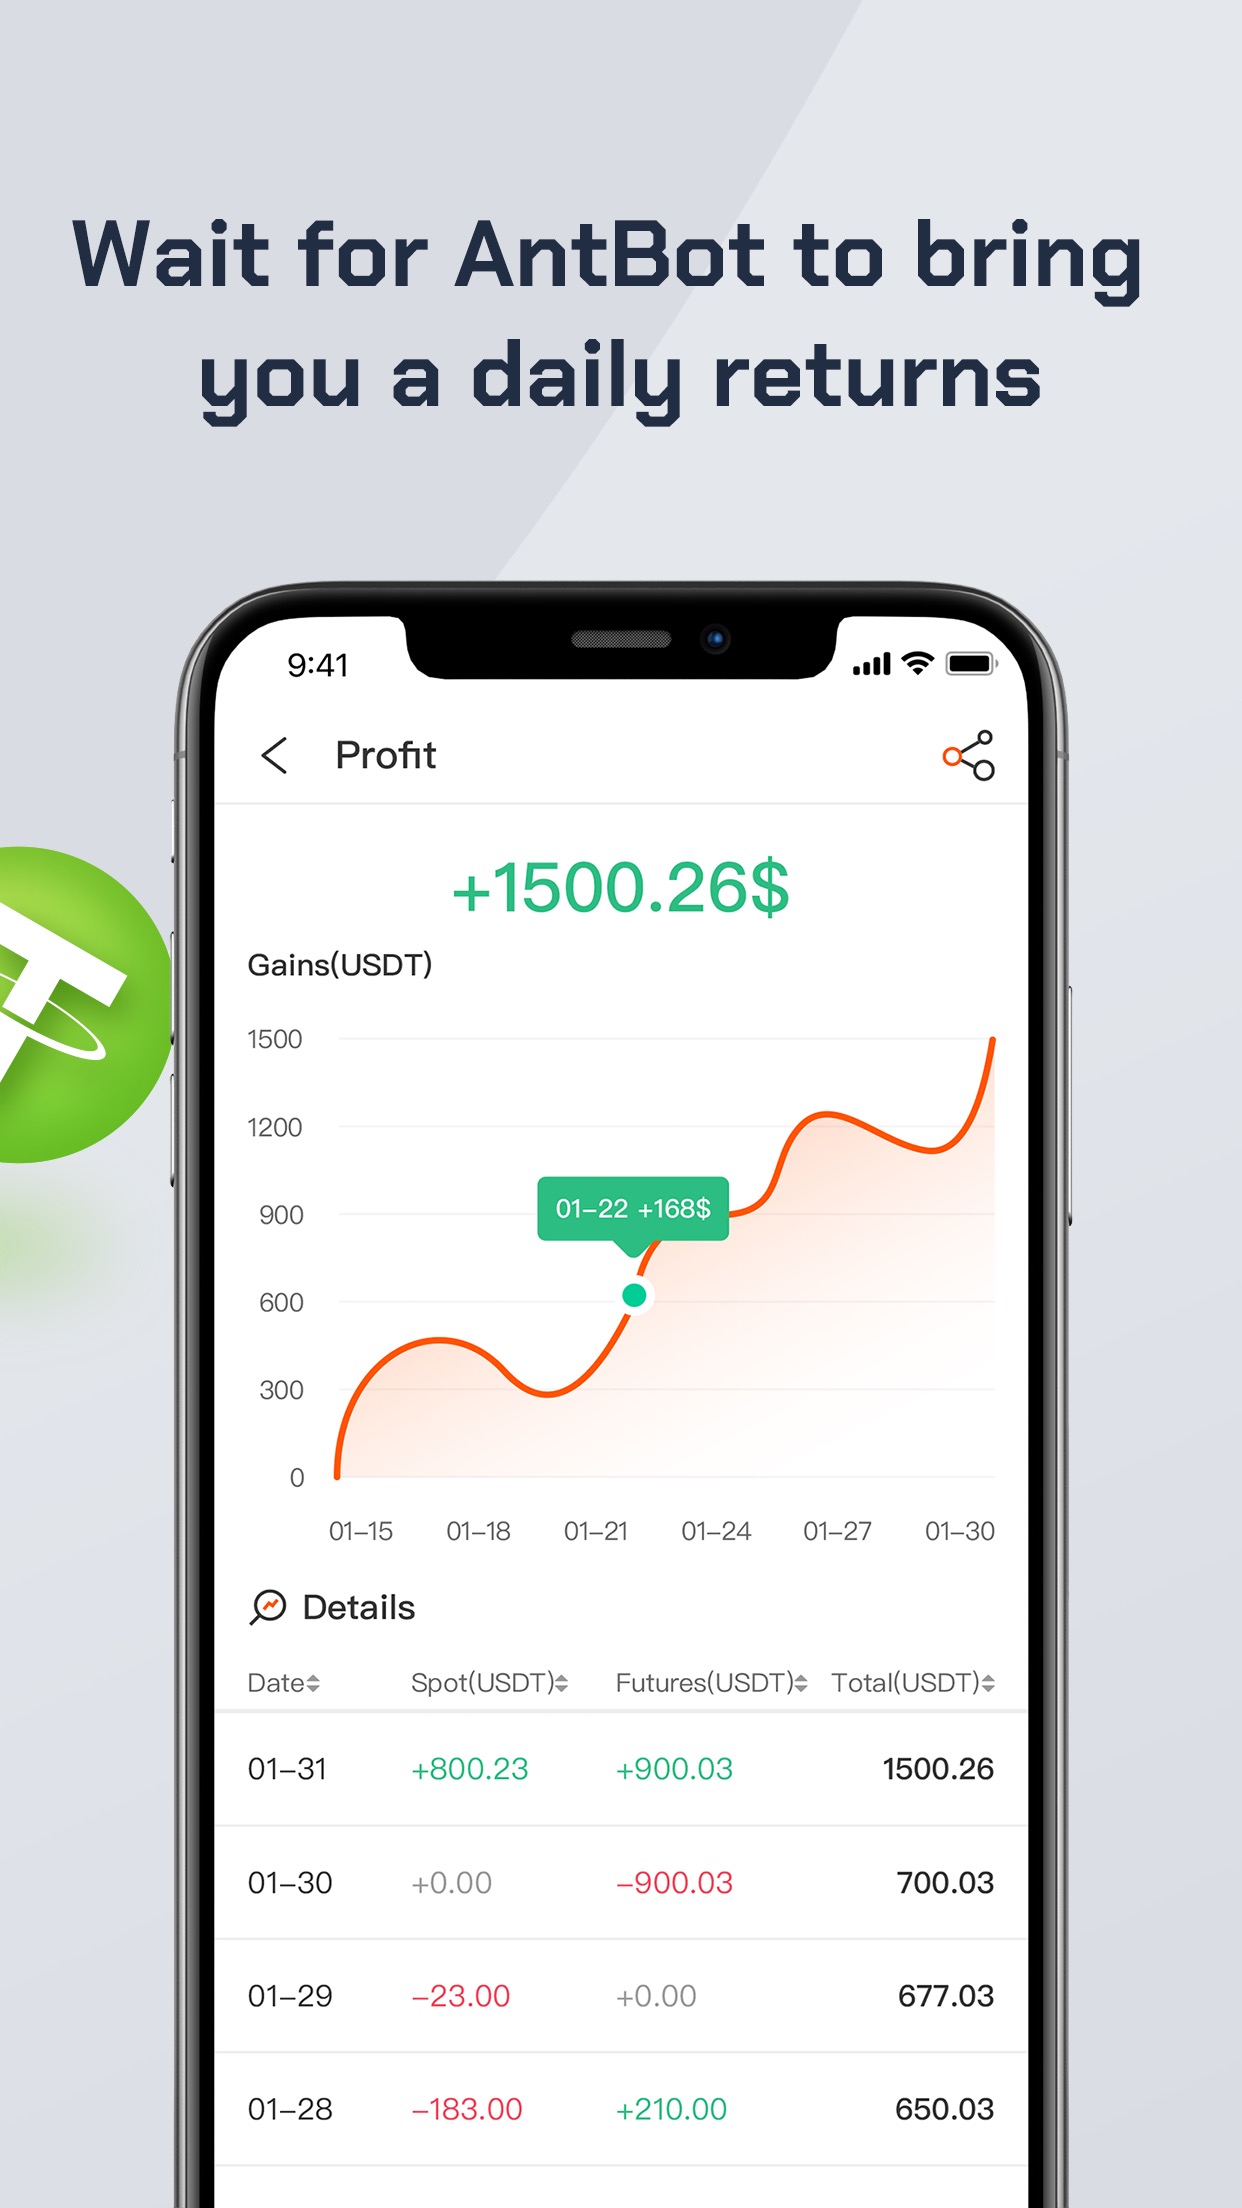 Wait for AntBot to bring
you a daily returns
9:41
Profit
+1500.26$
Gains(USDT)
1500
1200
900
600
300
0
01–22 +168$
01–15 01–18 01–21 01–24 01–27 01–30
Details
Date Spot(USDT) Futures(USDT) Total(USDT)
01–31 +800.23 +900.03 1500.26
01–30 +0.00 –900.03 700.03
01–29 –23.00 +0.00 677.03
01–28 –183.00 +210.00 650.03